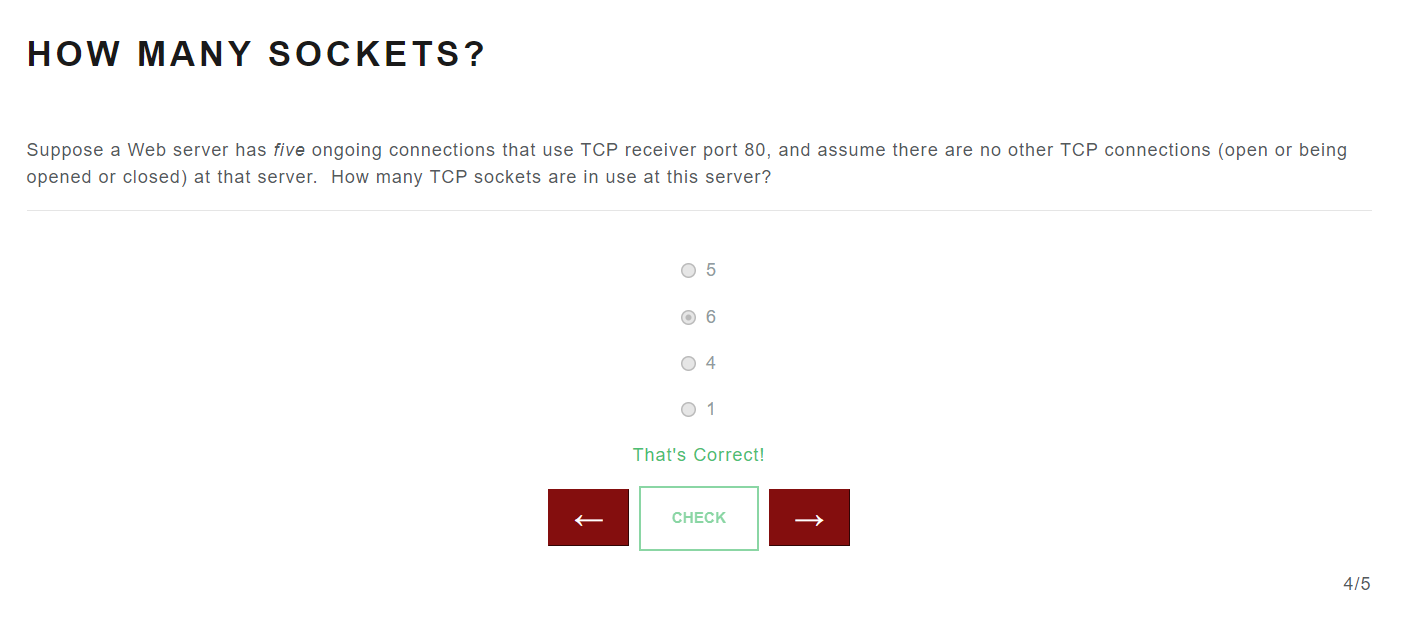 HOW MANY SOCKETS?
Suppose a Web server has five ongoing connections that use TCP receiver port 80, and assume there are no other TCP connections (open or being
opened or closed) at that server.  How many TCP sockets are in use at this server?
5
6
4
1
That's Correct!
← CHECK →
4/5